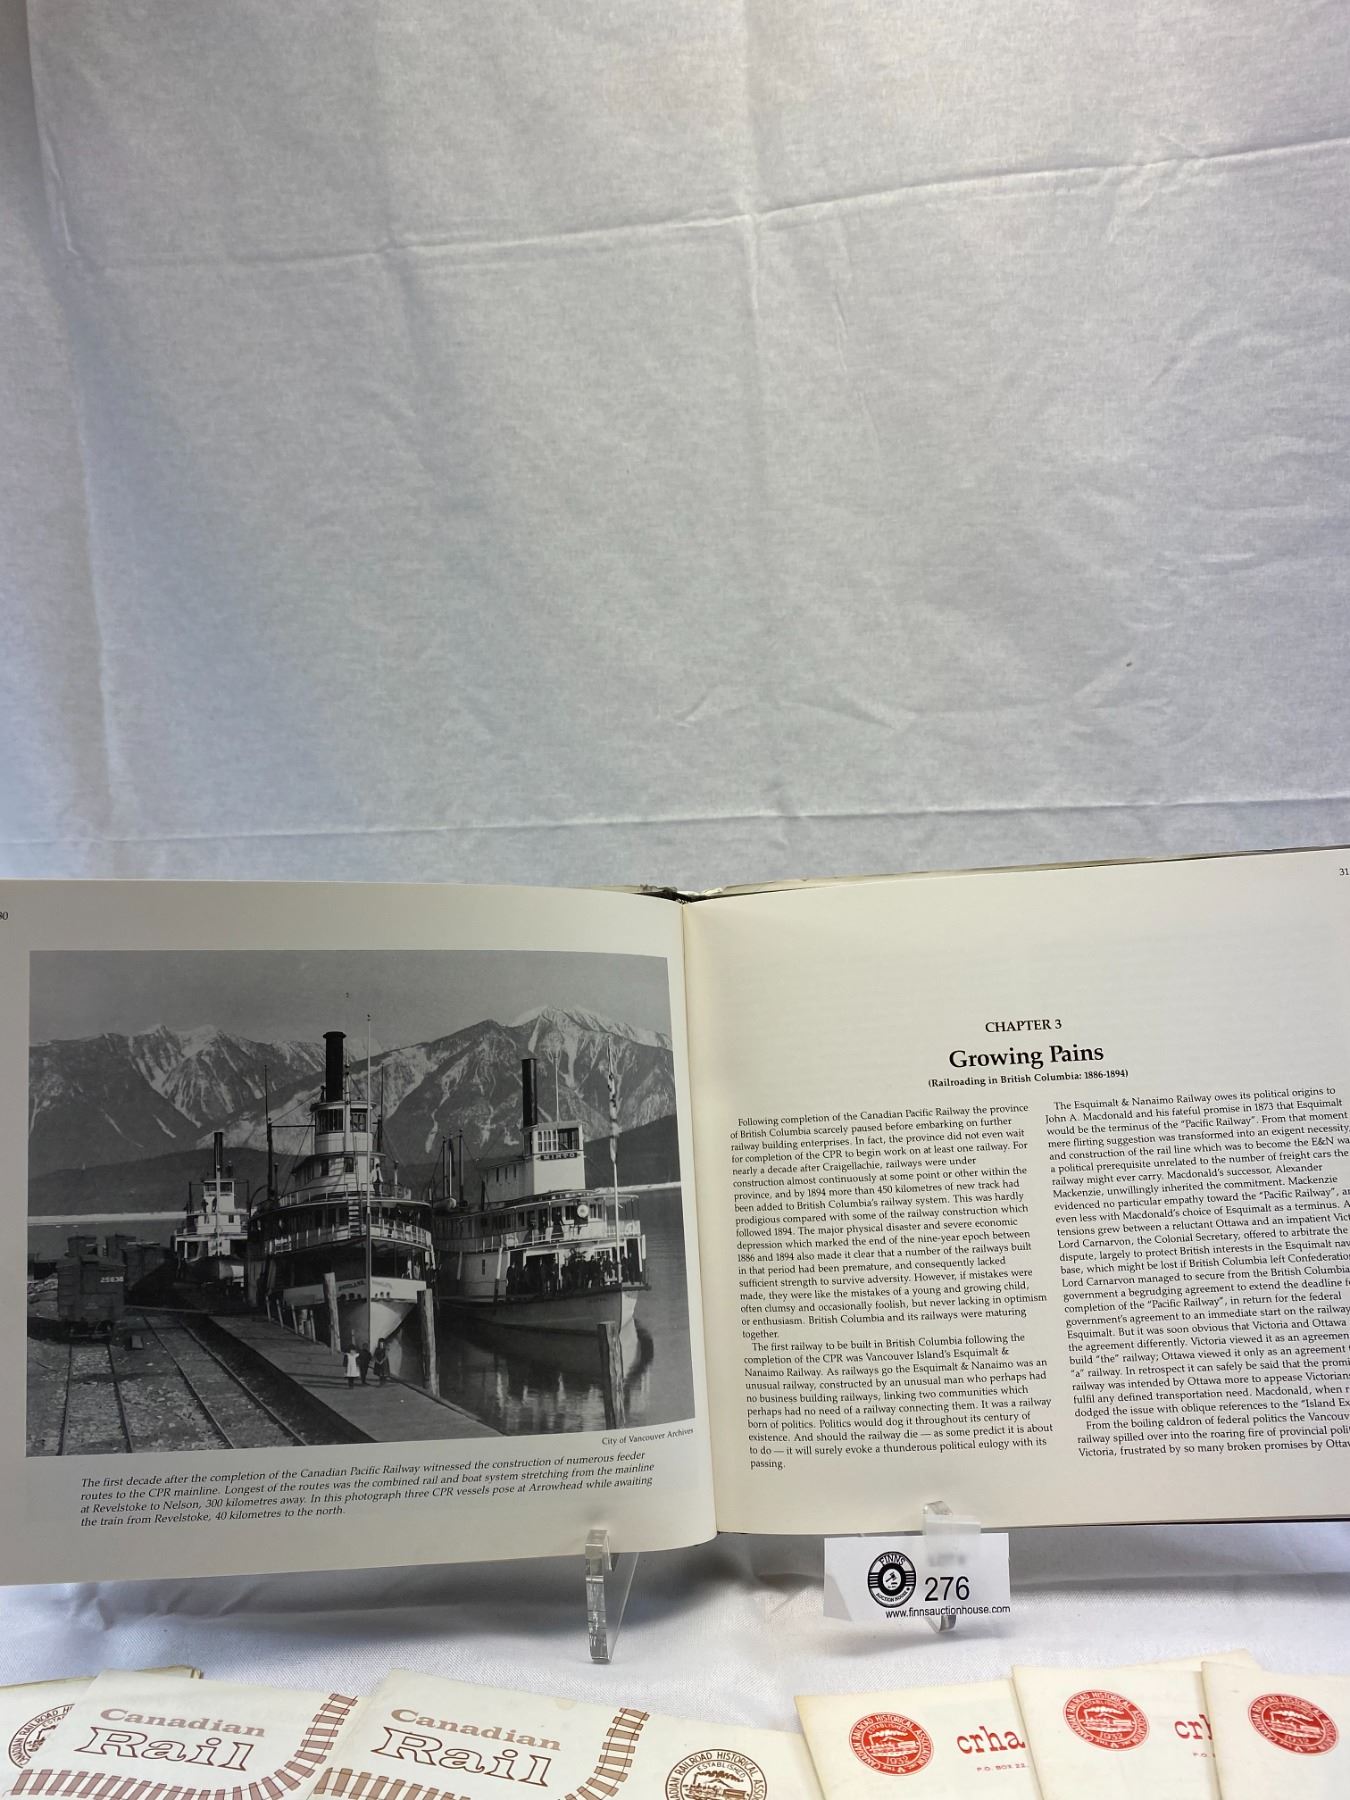 30
25838
MINTO
City of Vancouver Archives
The first decade after the completion of the Canadian Pacific Railway witnessed the construction of numerous feeder
routes to the CPR mainline. Longest of the routes was the combined rail and boat system stretching from the mainline
at Revelstoke to Nelson, 300 kilometres away. In this photograph three CPR vessels pose at Arrowhead while awaiting
the train from Revelstoke, 40 kilometres to the north.
31
CHAPTER 3
Growing Pains
(Railroading in British Columbia: 1886-1894)
Following completion of the Canadian Pacific Railway the province
of British Columbia scarcely paused before embarking on further
railway building enterprises. In fact, the province did not even wait
for completion of the CPR to begin work on at least one railway. For
nearly a decade after Craigellachie, railways were under
construction almost continuously at some point or other within the
province, and by 1894 more than 450 kilometres of new track had
been added to British Columbia's railway system. This was hardly
prodigious compared with some of the railway construction which
followed 1894. The major physical disaster and severe economic
depression which marked the end of the nine-year epoch between
1886 and 1894 also made it clear that a number of the railways built
in that period had been premature, and consequently lacked
sufficient strength to survive adversity. However, if mistakes were
made, they were like the mistakes of a young and growing child,
often clumsy and occasionally foolish, but never lacking in optimism
or enthusiasm. British Columbia and its railways were maturing
together.
The first railway to be built in British Columbia following the
completion of the CPR was Vancouver Island's Esquimalt &
Nanaimo Railway. As railways go the Esquimalt & Nanaimo was an
unusual railway, constructed by an unusual man who perhaps had
no business building railways, linking two communities which
perhaps had no need of a railway connecting them. It was a railway
born of politics. Politics would dog it throughout its century of
existence. And should the railway die — as some predict it is about
to do — it will surely evoke a thunderous political eulogy with its
passing.
The Esquimalt & Nanaimo Railway owes its political origins to
John A. Macdonald and his fateful promise in 1873 that Esquimalt
would be the terminus of the "Pacific Railway". From that moment
mere flirting suggestion was transformed into an exigent necessity,
and construction of the rail line which was to become the E&N wa
a political prerequisite unrelated to the number of freight cars the
railway might ever carry. Macdonald's successor, Alexander
Mackenzie, unwillingly inherited the commitment. Mackenzie
evidenced no particular empathy toward the "Pacific Railway", an
even less with Macdonald's choice of Esquimalt as a terminus. A
tensions grew between a reluctant Ottawa and an impatient Vict
Lord Carnarvon, the Colonial Secretary, offered to arbitrate the
dispute, largely to protect British interests in the Esquimalt nav
base, which might be lost if British Columbia left Confederation
Lord Carnarvon managed to secure from the British Columbia
government a begrudging agreement to extend the deadline f
completion of the "Pacific Railway", in return for the federal
government's agreement to an immediate start on the railway
Esquimalt. But it was soon obvious that Victoria and Ottawa
the agreement differently. Victoria viewed it as an agreemen
build "the" railway; Ottawa viewed it only as an agreement
"a" railway. In retrospect it can safely be said that the promi
railway was intended by Ottawa more to appease Victorians
fulfil any defined transportation need. Macdonald, when r
dodged the issue with oblique references to the "Island Ex
From the boiling caldron of federal politics the Vancouv
railway spilled over into the roaring fire of provincial poli
Victoria, frustrated by so many broken promises by Otta
FINNS
AUCTION HOUSE
276
www.finnsauctionhouse.com
Canadian
Rail
Canadian
Rail
CANADIAN RAILROAD HISTORICAL ASS
ESTABLISHED
crha
P.O. BOX 22
CANADIAN RAILROAD HISTORICAL ASSOCIATION
ESTABLISHED
1932
cr
P.O